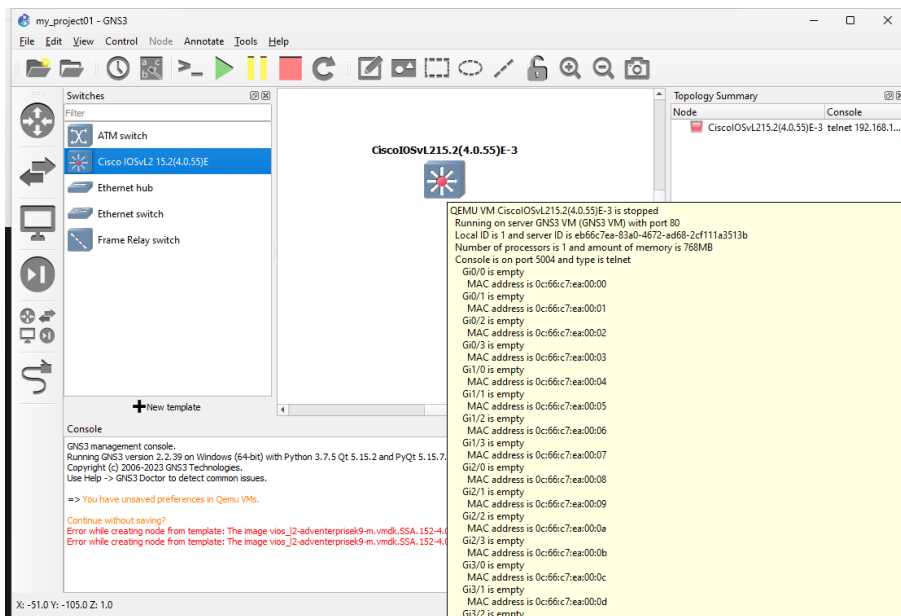 my_project01 - GNS3
File Edit View Control Node Annotate Tools Help
Switches
Filter
ATM switch
Cisco IOSvL2 15.2(4.0.55)E
Ethernet hub
Ethernet switch
Frame Relay switch
New template
CiscoIOSvL215.2(4.0.55)E-3
Topology Summary
Node Console
CiscoIOSvL215.2(4.0.55)E-3 telnet 192.168.1...
QEMU VM CiscoIOSvL215.2(4.0.55)E-3 is stopped
Running on server GNS3 VM (GNS3 VM) with port 80
Local ID is 1 and server ID is eb66c7ea-83a0-4672-ad68-2cf111a3513b
Number of processors is 1 and amount of memory is 768MB
Console is on port 5004 and type is telnet
Gi0/0 is empty
MAC address is 0c:66:c7:ea:00:00
Gi0/1 is empty
MAC address is 0c:66:c7:ea:00:01
Gi0/2 is empty
MAC address is 0c:66:c7:ea:00:02
Gi0/3 is empty
MAC address is 0c:66:c7:ea:00:03
Gi1/0 is empty
MAC address is 0c:66:c7:ea:00:04
Gi1/1 is empty
MAC address is 0c:66:c7:ea:00:05
Gi1/2 is empty
MAC address is 0c:66:c7:ea:00:06
Gi1/3 is empty
MAC address is 0c:66:c7:ea:00:07
Gi2/0 is empty
MAC address is 0c:66:c7:ea:00:08
Gi2/1 is empty
MAC address is 0c:66:c7:ea:00:09
Gi2/2 is empty
MAC address is 0c:66:c7:ea:00:0a
Gi2/3 is empty
MAC address is 0c:66:c7:ea:00:0b
Gi3/0 is empty
MAC address is 0c:66:c7:ea:00:0c
Gi3/1 is empty
MAC address is 0c:66:c7:ea:00:0d
Gi3/2 is empty
Console
GNS3 management console.
Running GNS3 version 2.2.39 on Windows (64-bit) with Python 3.7.5 Qt 5.15.2 and PyQt 5.15.7.
Copyright (c) 2006-2023 GNS3 Technologies.
Use Help -> GNS3 Doctor to detect common issues.
=> You have unsaved preferences in Qemu VMs.
Continue without saving?
Error while creating node from template: The image vios_l2-adventerprisek9-m.vmdk.SSA.152-4.0
Error while creating node from template: The image vios_l2-adventerprisek9-m.vmdk.SSA.152-4.0
X: -51.0 Y: -105.0 Z: 1.0